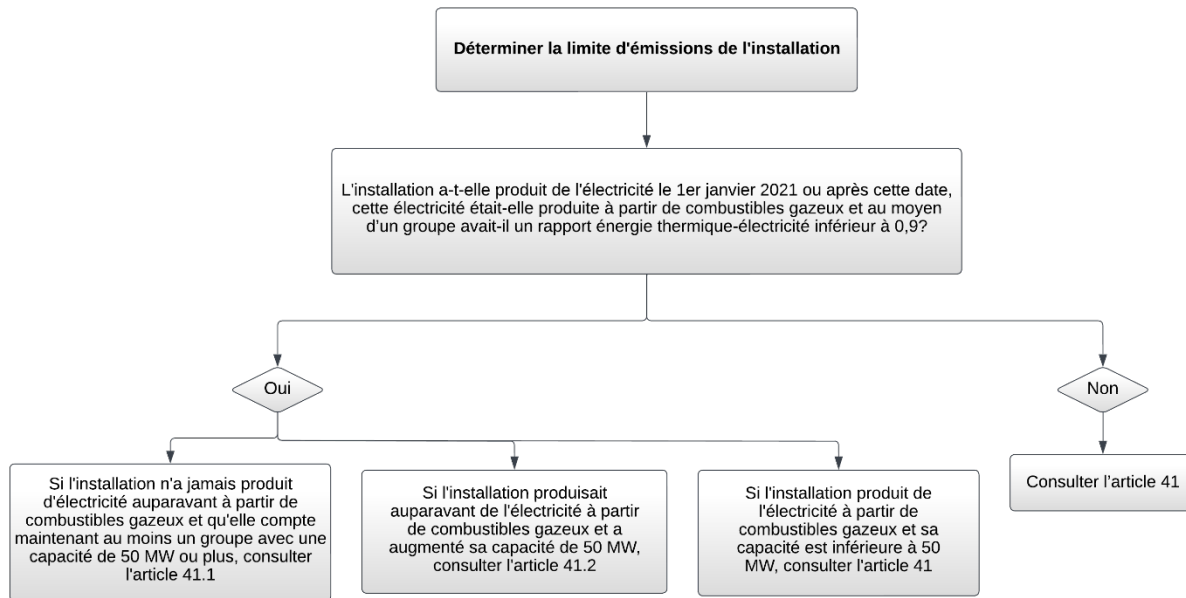 Déterminer la limite d'émissions de l'installation
L'installation a-t-elle produit de l'électricité le 1er janvier 2021 ou après cette date,
cette électricité était-elle produite à partir de combustibles gazeux et au moyen
d'un groupe avait-il un rapport énergie thermique-électricité inférieur à 0,9?
Oui
Non
Si l'installation n'a jamais produit
d'électricité auparavant à partir de
combustibles gazeux et qu'elle compte
maintenant au moins un groupe avec une
capacité de 50 MW ou plus, consulter
l'article 41.1
Si l'installation produisait
auparavant de l'électricité à partir
de combustibles gazeux et a
augmenté sa capacité de 50 MW,
consulter l'article 41.2
Si l'installation produit de
l'électricité à partir de
combustibles gazeux et sa
capacité est inférieure à 50
MW, consulter l'article 41
Consulter l’article 41